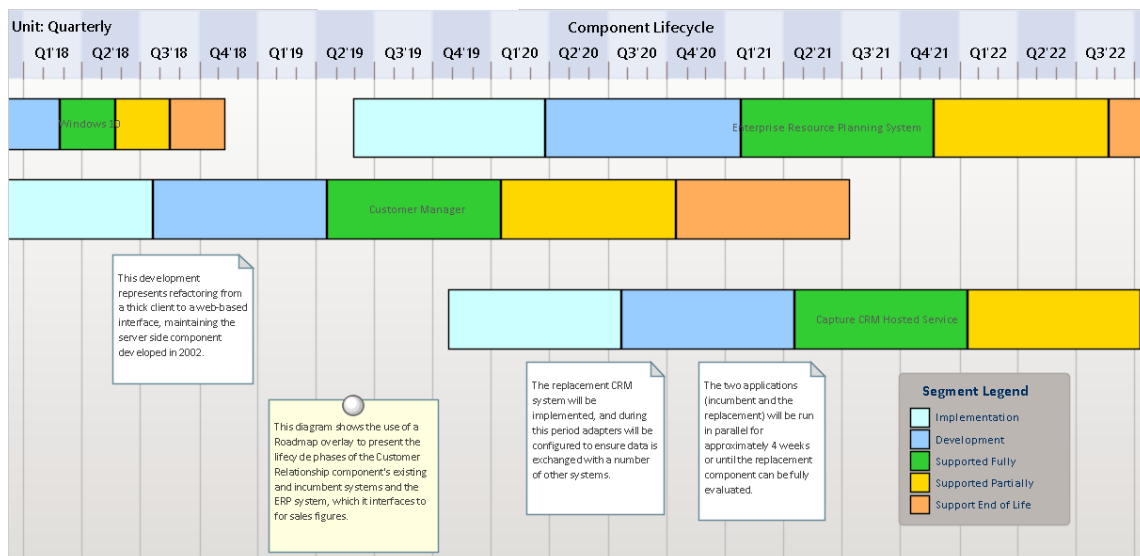 Unit: Quarterly
Component Lifecycle
Q1'18 Q2'18 Q3'18 Q4'18 Q1'19 Q2'19 Q3'19 Q4'19 Q1'20 Q2'20 Q3'20 Q4'20 Q1'21 Q2'21 Q3'21 Q4'21 Q1'22 Q2'22 Q3'22
Windows 10
Enterprise Resource Planning System
Customer Manager
Capture CRM Hosted Service
This development
represents refactoring from
a thick client to a web-based
interface, maintaining the
server side component
developed in 2002.
This diagram shows the use of a
Roadmap overlay to present the
lifecycle phases of the Customer
Relationship component's existing
and incumbent systems and the
ERP system, which it interfaces to
for sales figures.
The replacement CRM
system will be
implemented, and during
this period adapters will be
configured to ensure data is
exchanged with a number
of other systems.
The two applications
(incumbent and the
replacement) will be run
in parallel for
approximately 4 weeks
or until the replacement
component can be fully
evaluated.
Segment Legend
Implementation
Development
Supported Fully
Supported Partially
Support End of Life